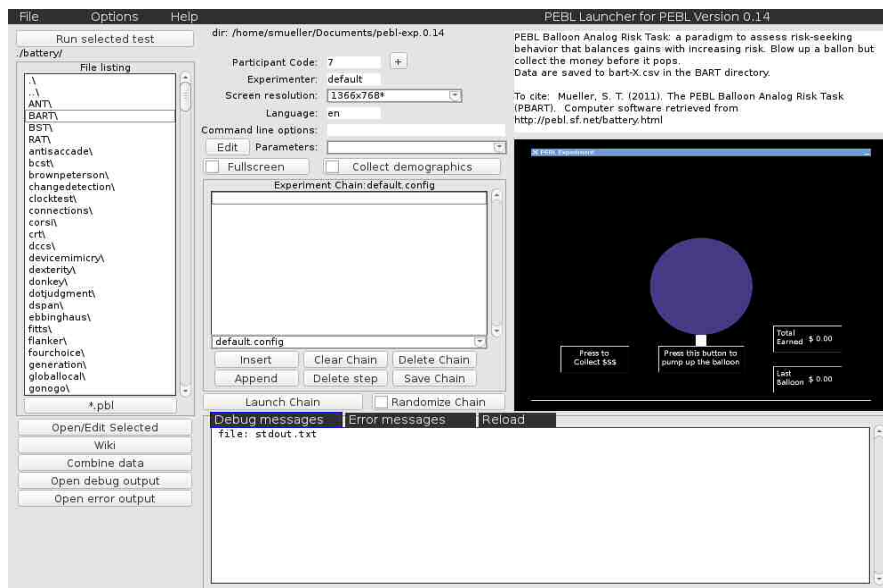 File Options Help PEBL Launcher for PEBL Version 0.14
Run selected test
./battery/
File listing
.\
..\
ANT\
BART\
BST\
RAT\
antisaccade\
bcst\
brownpeterson\
changedetection\
clocktest\
connections\
corsi\
crt\
dccs\
devicemimicry\
dexterity\
donkey\
dotjudgment\
dspan\
ebbinghaus\
fitts\
flanker\
fourchoice\
generation\
globallocal\
gonogo\
*.pbl
Open/Edit Selected
Wiki
Combine data
Open debug output
Open error output
dir: /home/smueller/Documents/pebl-exp.0.14
Participant Code: 7 +
Experimenter: default
Screen resolution: 1366x768*
Language: en
Command line options:
Edit Parameters:
Fullscreen Collect demographics
Experiment Chain:default.config
default.config
Insert Clear Chain Delete Chain
Append Delete step Save Chain
Launch Chain Randomize Chain
PEBL Balloon Analog Risk Task: a paradigm to assess risk-seeking
behavior that balances gains with increasing risk. Blow up a ballon but
collect the money before it pops.
Data are saved to bart-X.csv in the BART directory.
To cite: Mueller, S. T. (2011). The PEBL Balloon Analog Risk Task
(PBART). Computer software retrieved from
http://pebl.sf.net/battery.html
PEBL Experiment
Press to
Collect $$$
Press this button to
pump up the balloon
Total
Earned $ 0.00
Last
Balloon $ 0.00
Debug messages Error messages Reload
file: stdout.txt